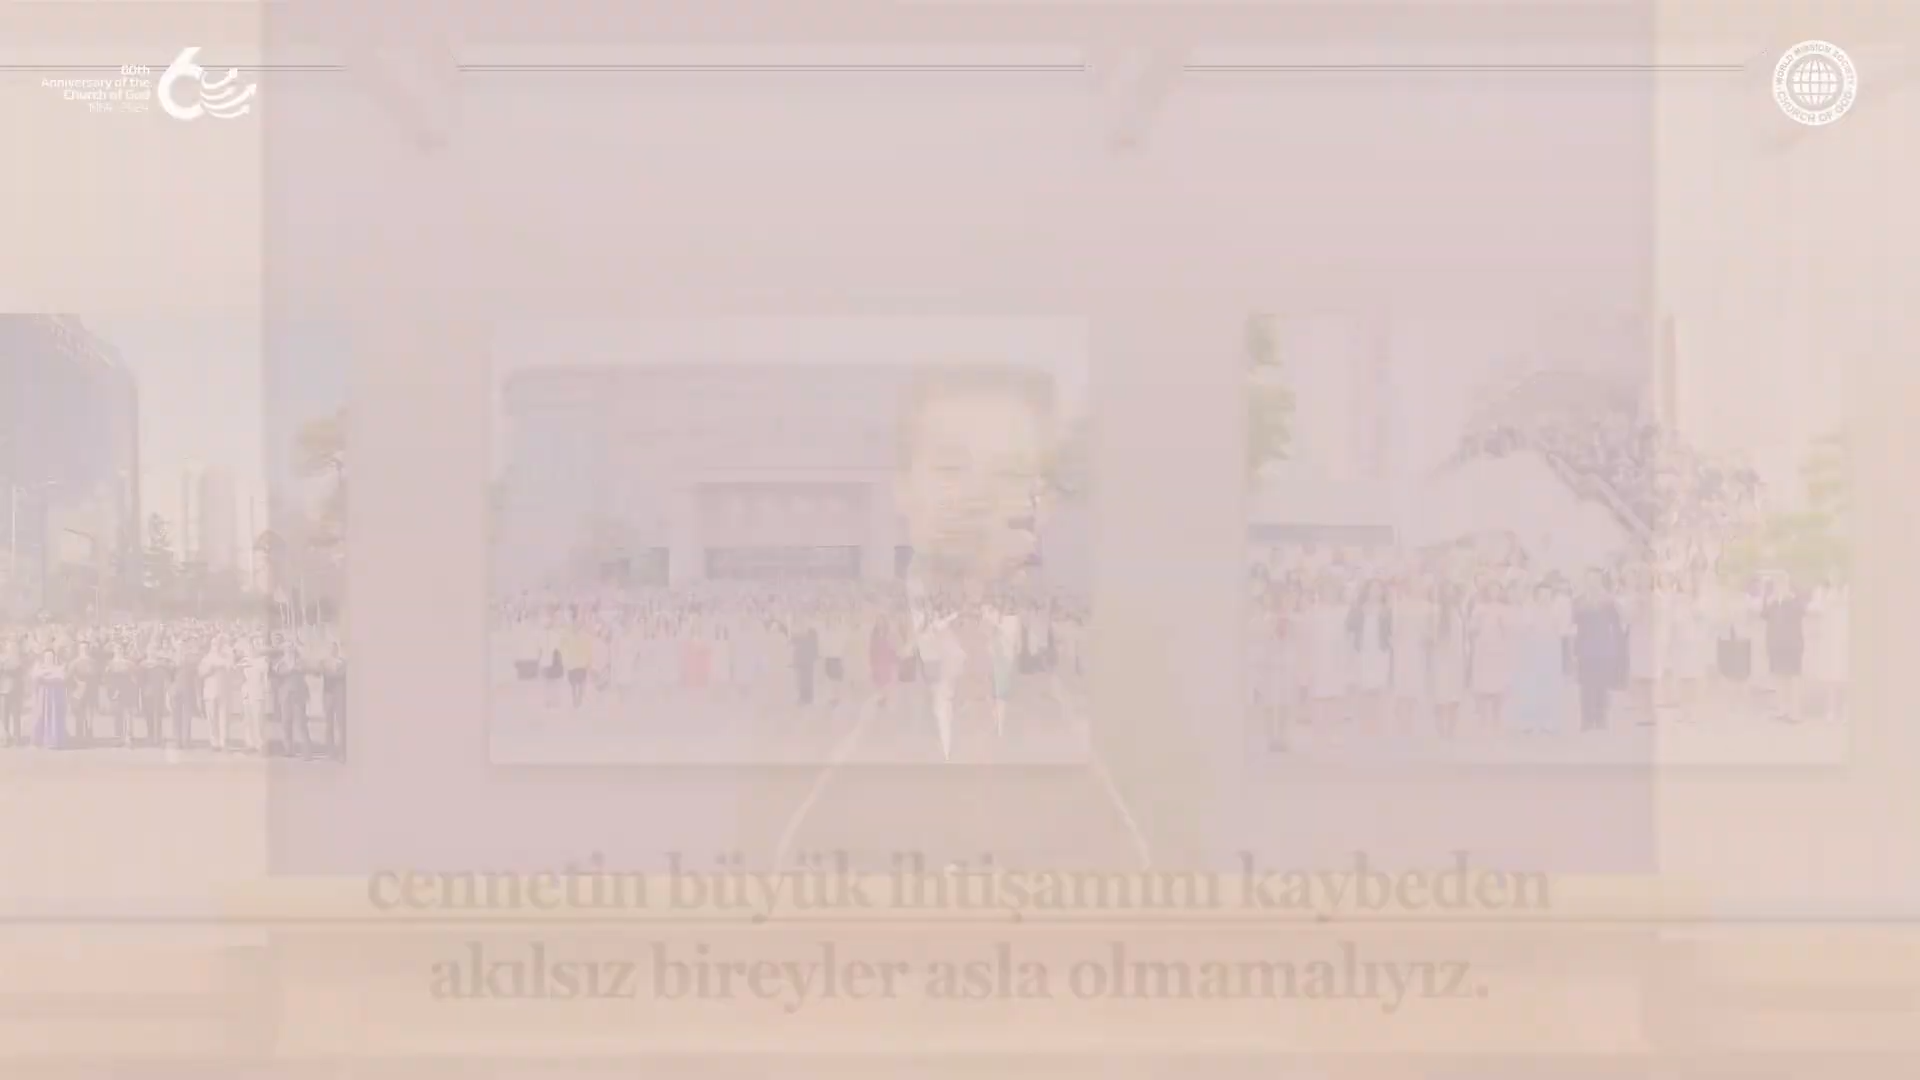 60th
Anniversary of the
Church of God
WORLD MISSION SOCIETY
CHURCH OF GOD
cennetin büyük ihtişamını kaybeden
akılsız bireyler asla olmamalıyız.